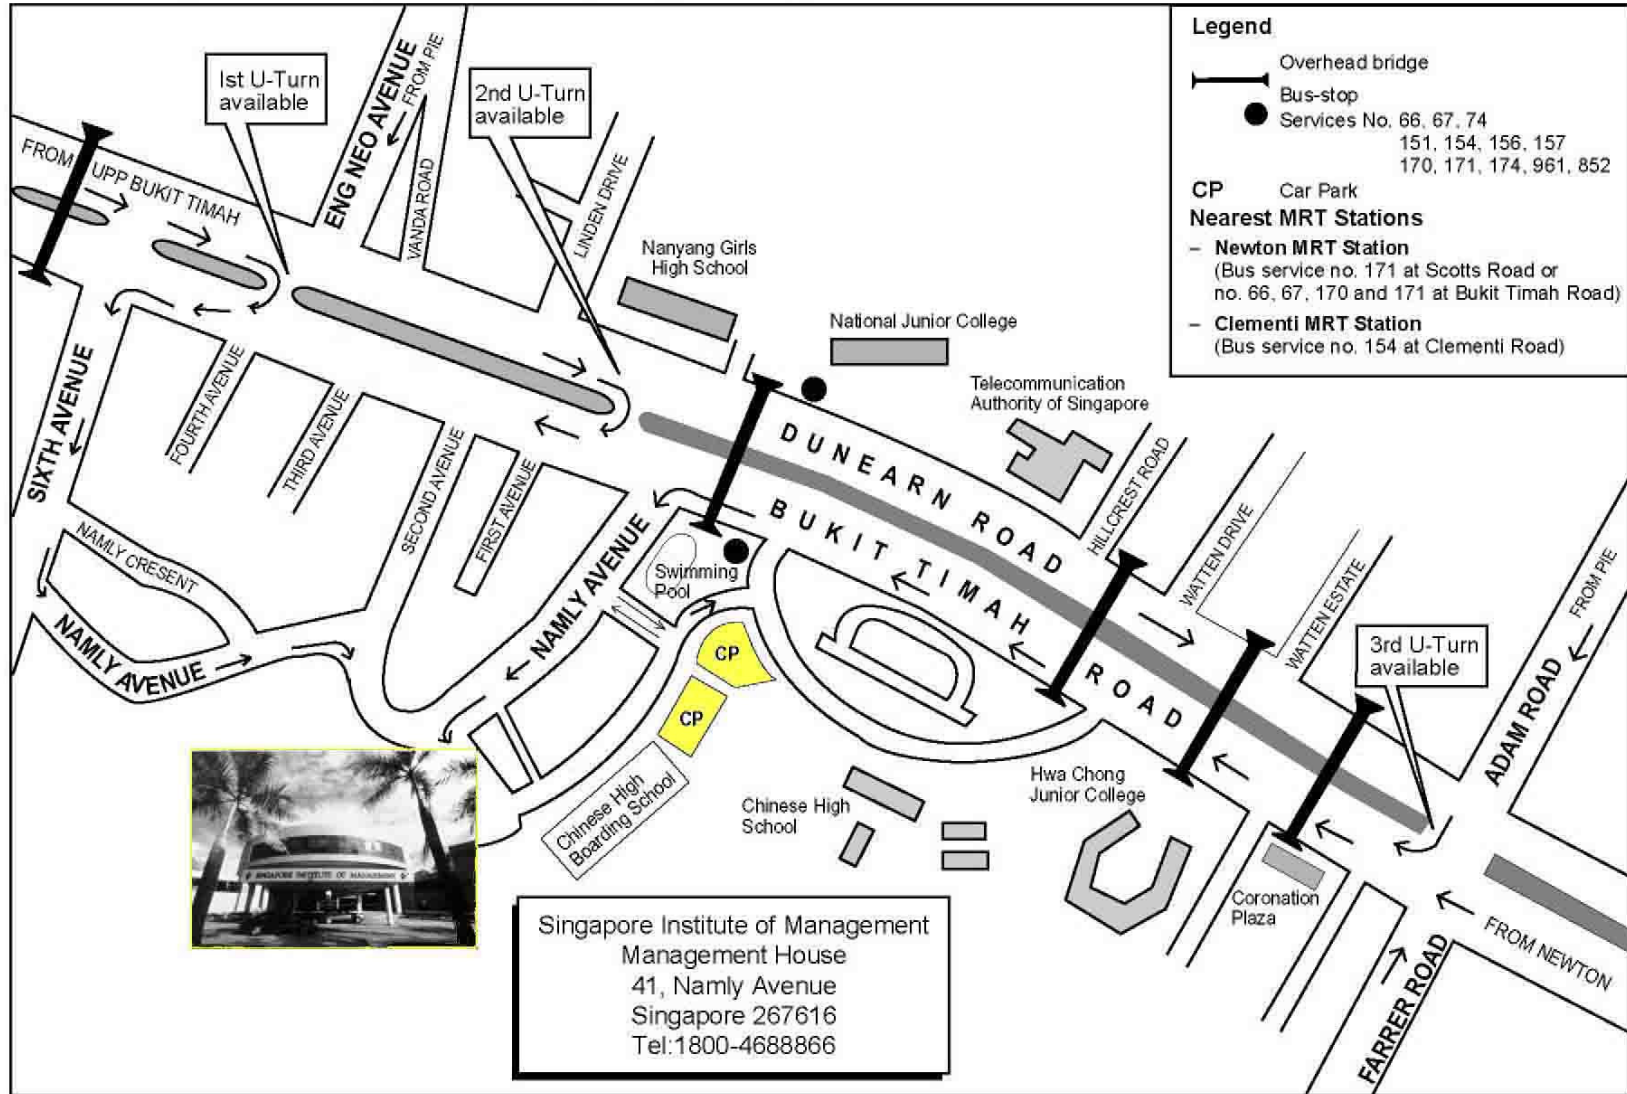 Ist U-Turn
available
2nd U-Turn
available
ENG NEO AVENUE
FROM PIE
VANDA ROAD
LINDEN DRIVE
FROM UPP BUKIT TIMAH
Nanyang Girls
High School
National Junior College
Telecommunication
Authority of Singapore
Legend
Overhead bridge
Bus-stop
Services No. 66, 67, 74
151, 154, 156, 157
170, 171, 174, 961, 852
CP Car Park
Nearest MRT Stations
– Newton MRT Station
(Bus service no. 171 at Scotts Road or
no. 66, 67, 170 and 171 at Bukit Timah Road)
– Clementi MRT Station
(Bus service no. 154 at Clementi Road)
SIXTH AVENUE
FOURTH AVENUE
THIRD AVENUE
SECOND AVENUE
FIRST AVENUE
NAMLY CRESENT
NAMLY AVENUE
NAMLY AVENUE
Swimming
Pool
DUNEARN ROAD
BUKIT TIMAH ROAD
HILLCREST ROAD
WATTEN DRIVE
WATTEN ESTATE
3rd U-Turn
available
FROM PIE
ADAM ROAD
CP
CP
Chinese High
Boarding School
Chinese High
School
Hwa Chong
Junior College
Coronation
Plaza
FROM NEWTON
FARRER ROAD
SINGAPORE INSTITUTE OF MANAGEMENT
Singapore Institute of Management
Management House
41, Namly Avenue
Singapore 267616
Tel:1800-4688866